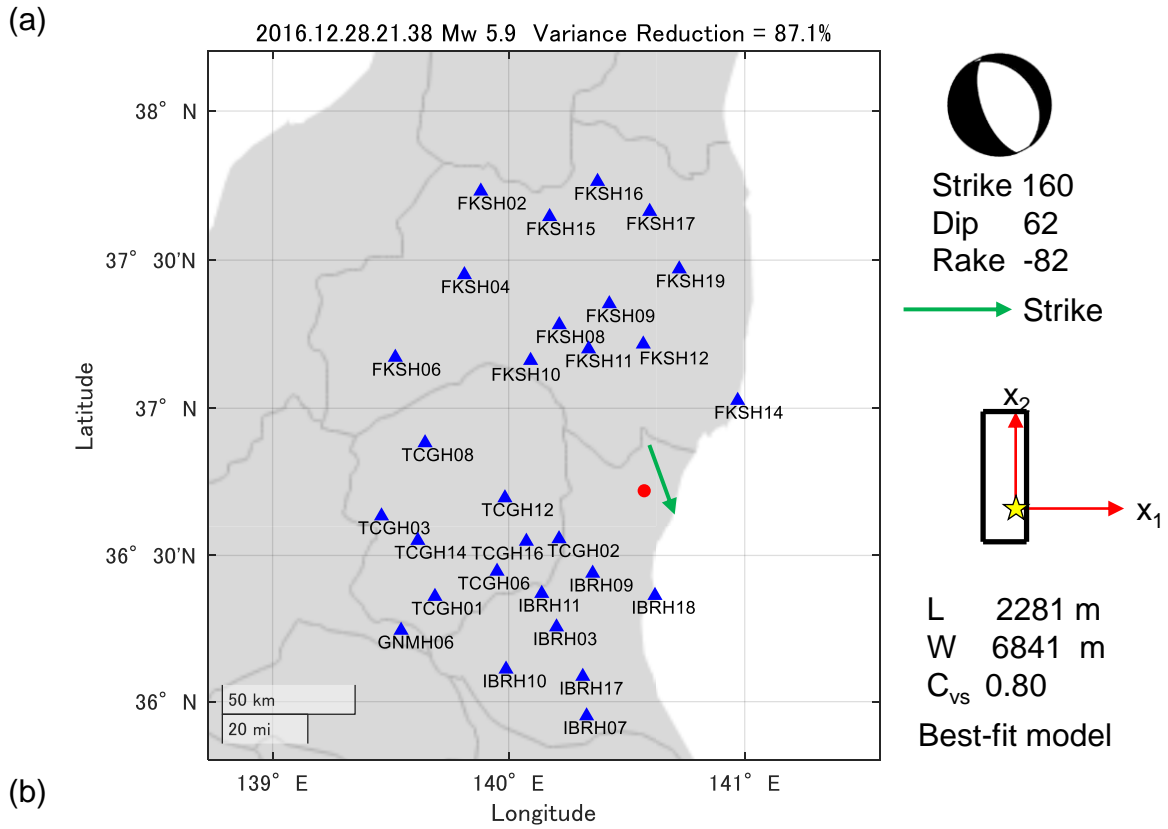 (a)
2016.12.28.21.38 Mw 5.9 Variance Reduction = 87.1%
38° N
37° 30'N
37° N
36° 30'N
36° N
Latitude
139° E
140° E
141° E
Longitude
FKSH16
FKSH02
FKSH17
FKSH15
FKSH19
FKSH04
FKSH09
FKSH08
FKSH12
FKSH11
FKSH06
FKSH10
FKSH14
TCGH08
TCGH12
TCGH03
TCGH14
TCGH16
TCGH02
TCGH06
IBRH09
TCGH01
IBRH11
IBRH18
GNMH06
IBRH03
IBRH10
IBRH17
IBRH07
50 km
20 mi
Strike 160
Dip 62
Rake -82
Strike
x2
x1
L 2281 m
W 6841 m
Cvs 0.80
Best-fit model
(b)